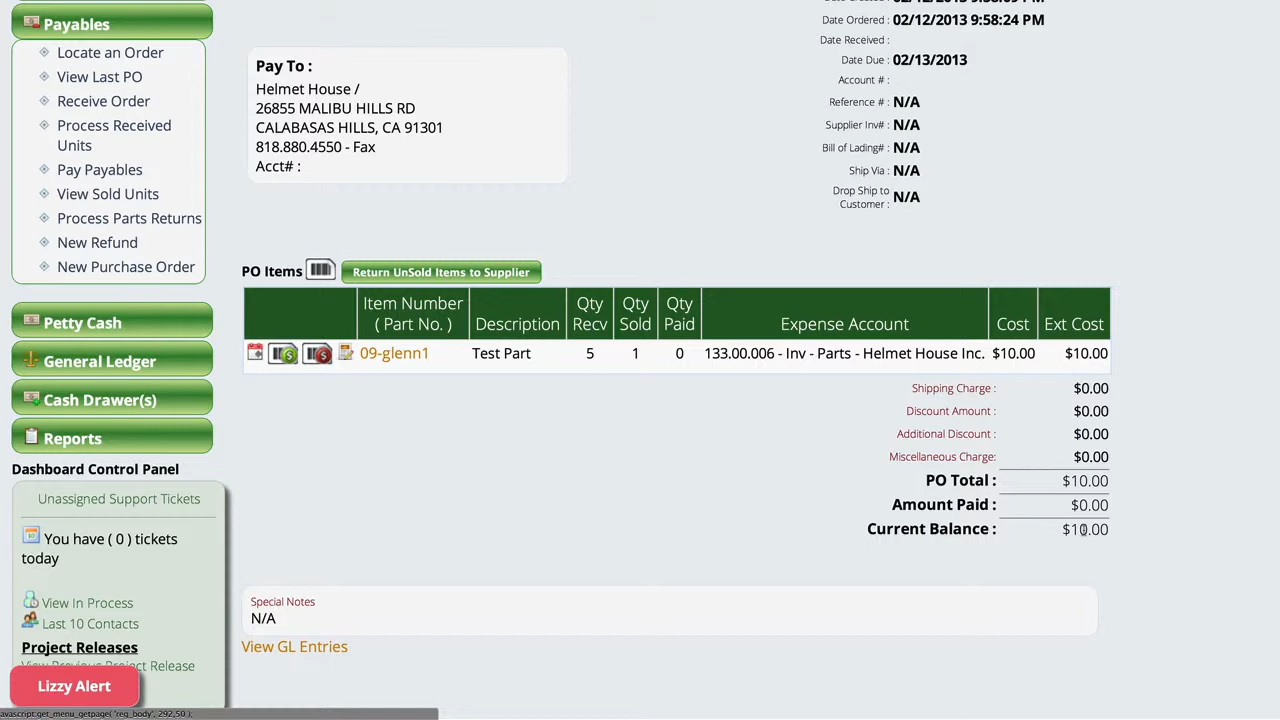 Payables
Locate an Order
View Last PO
Receive Order
Process Received
Units
Pay Payables
View Sold Units
Process Parts Returns
New Refund
New Purchase Order
Petty Cash
General Ledger
Cash Drawer(s)
Reports
Dashboard Control Panel
Unassigned Support Tickets
You have ( 0 ) tickets
today
View In Process
Last 10 Contacts
Project Releases
View Previous Project Release
Lizzy Alert
javascript:get_menu_getpage( "reg_body", 292,50 );
Pay To :
Helmet House /
26855 MALIBU HILLS RD
CALABASAS HILLS, CA 91301
818.880.4550 - Fax
Acct# :
Date Ordered : 02/12/2013 9:58:24 PM
Date Received :
Date Due : 02/13/2013
Account # :
Reference # : N/A
Supplier Inv# : N/A
Bill of Lading# : N/A
Ship Via : N/A
Drop Ship to
Customer : N/A
PO Items
Return UnSold Items to Supplier
Item Number
( Part No. )
Description
Qty
Recv
Qty
Sold
Qty
Paid
Expense Account
Cost
Ext Cost
09-glenn1 Test Part 5 1 0 133.00.006 - Inv - Parts - Helmet House Inc. $10.00 $10.00
Shipping Charge : $0.00
Discount Amount : $0.00
Additional Discount : $0.00
Miscellaneous Charge: $0.00
PO Total : $10.00
Amount Paid : $0.00
Current Balance : $10.00
Special Notes
N/A
View GL Entries